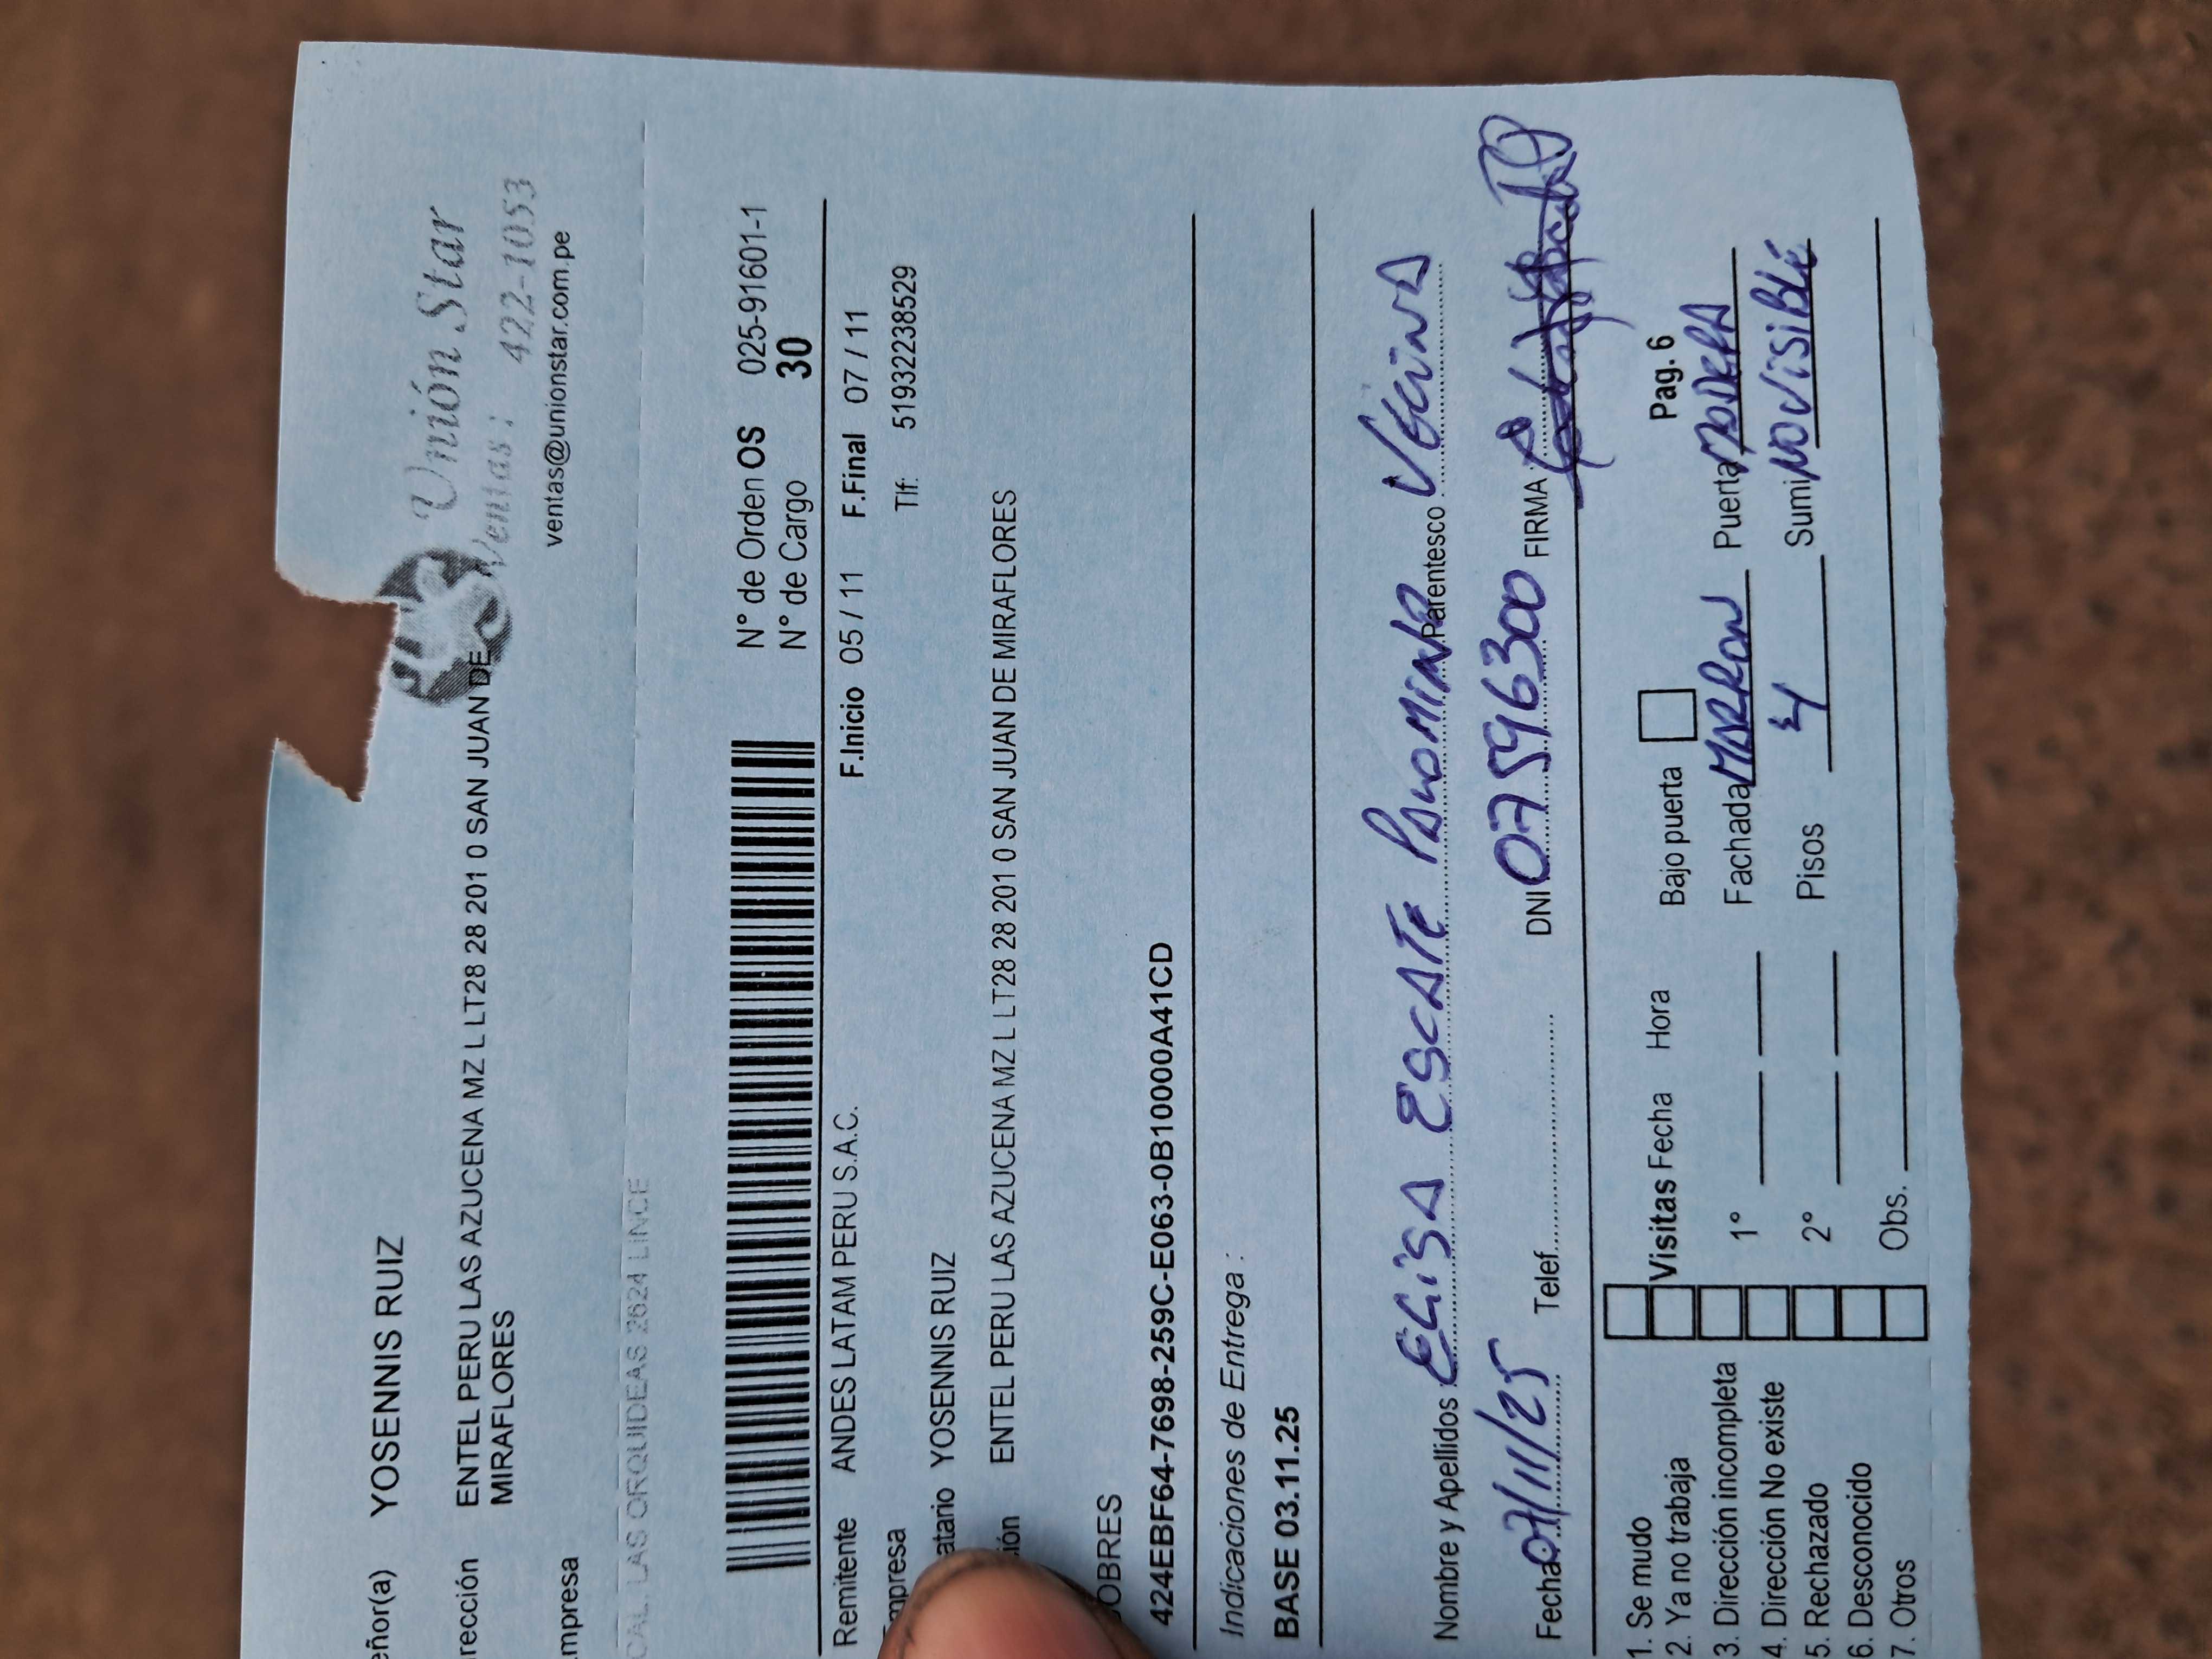 Unión Star
Ventas: 422-1053
ventas@unionstar.com.pe
eñor(a) YOSENNIS RUIZ
rección ENTEL PERU LAS AZUCENA MZ L LT28 28 201 0 SAN JUAN DE
MIRAFLORES
mpresa
CAL. LAS ORQUIDEAS 2624 LINCE
N° de Orden OS 025-91601-1
N° de Cargo 30
Remitente ANDES LATAM PERU S.A.C. F.Inicio 05 / 11 F.Final 07 / 11
mpresa Tlf: 51932238529
atario YOSENNIS RUIZ
ión ENTEL PERU LAS AZUCENA MZ L LT28 28 201 0 SAN JUAN DE MIRAFLORES
OBRES
424EBF64-7698-259C-E063-0B10000A41CD
Indicaciones de Entrega :
BASE 03.11.25
Nombre y Apellidos ELiSA ESCATE PAUOMINO Parentesco VECINA
Fecha 07/11/25 Telef. DNI 07596300 FIRMA
1. Se mudo
2. Ya no trabaja
3. Dirección incompleta
4. Dirección No existe
5. Rechazado
6. Desconocido
7. Otros
Visitas Fecha Hora Bajo puerta Pag. 6
1° Fachada MARRON Puerta MADERA
2° Pisos 4 Sumi NO ViSiBLE
Obs.